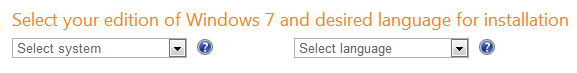 Select your edition of Windows 7 and desired language for installation
Select system Select language